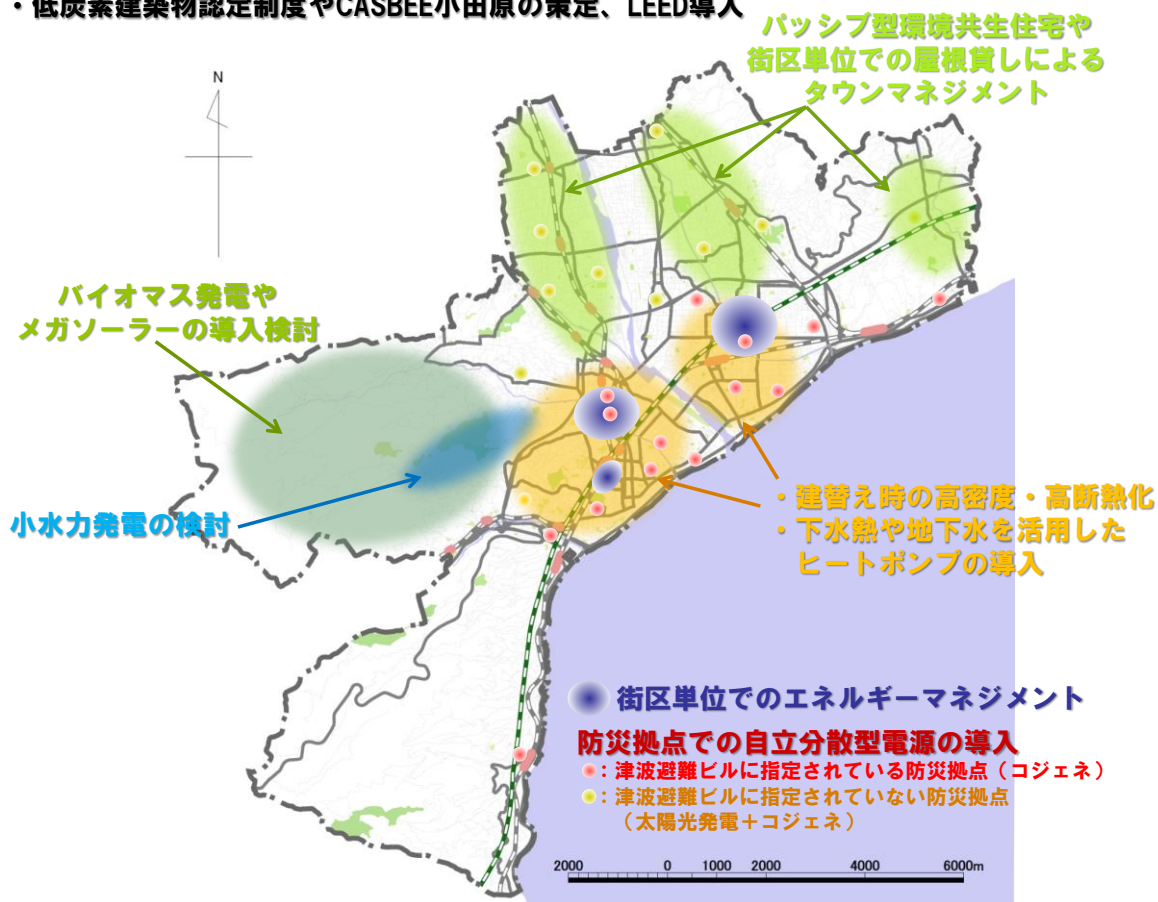 ・低炭素建築物認定制度やCASBEE小田原の策定、LEED導入
パッシブ型環境共生住宅や
街区単位での屋根貸しによる
タウンマネジメント
N
バイオマス発電や
メガソーラーの導入検討
小水力発電の検討
・建替え時の高密度・高断熱化
・下水熱や地下水を活用した
ヒートポンプの導入
街区単位でのエネルギーマネジメント
防災拠点での自立分散型電源の導入
：津波避難ビルに指定されている防災拠点（コジェネ）
：津波避難ビルに指定されていない防災拠点
（太陽光発電＋コジェネ）
2000 0 1000 2000 4000 6000m